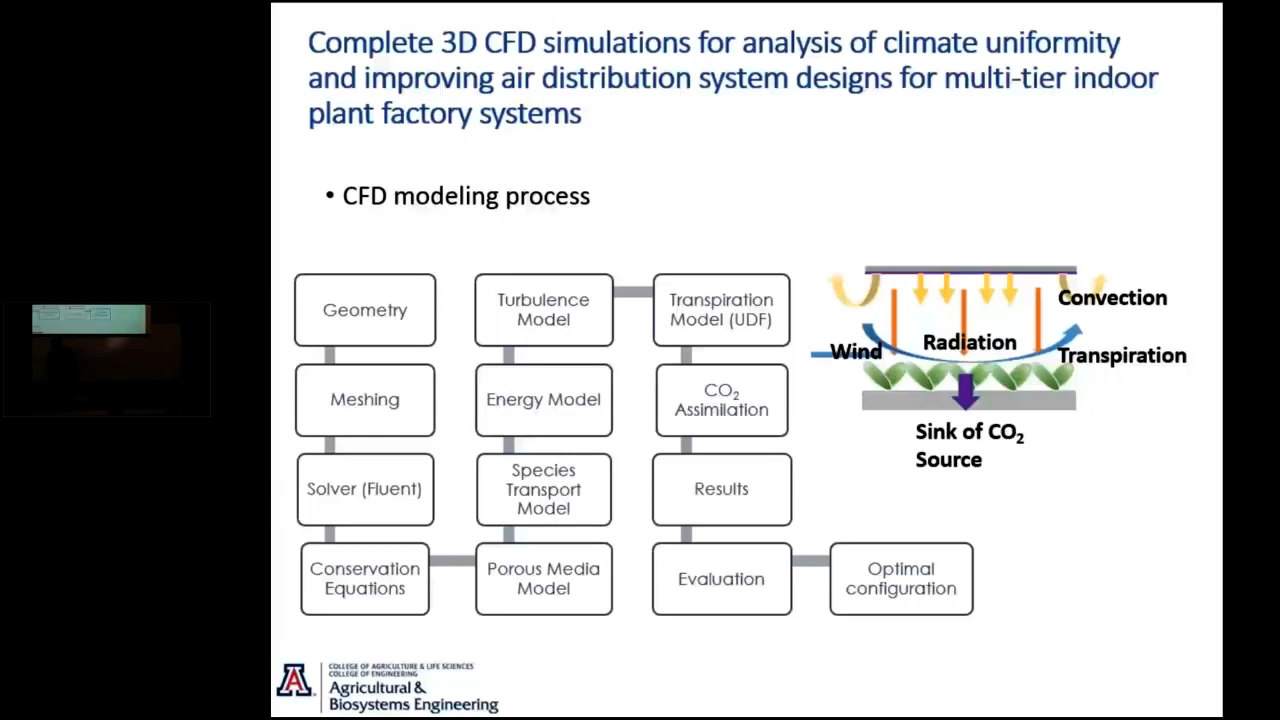 Complete 3D CFD simulations for analysis of climate uniformity
and improving air distribution system designs for multi-tier indoor
plant factory systems
• CFD modeling process
Geometry
Meshing
Solver (Fluent)
Conservation
Equations
Turbulence
Model
Energy Model
Species
Transport
Model
Porous Media
Model
Transpiration
Model (UDF)
CO₂
Assimilation
Results
Evaluation
Optimal
configuration
Convection
Radiation
Wind
Transpiration
Sink of CO₂
Source
A
COLLEGE OF AGRICULTURE & LIFE SCIENCES
COLLEGE OF ENGINEERING
Agricultural &
Biosystems Engineering